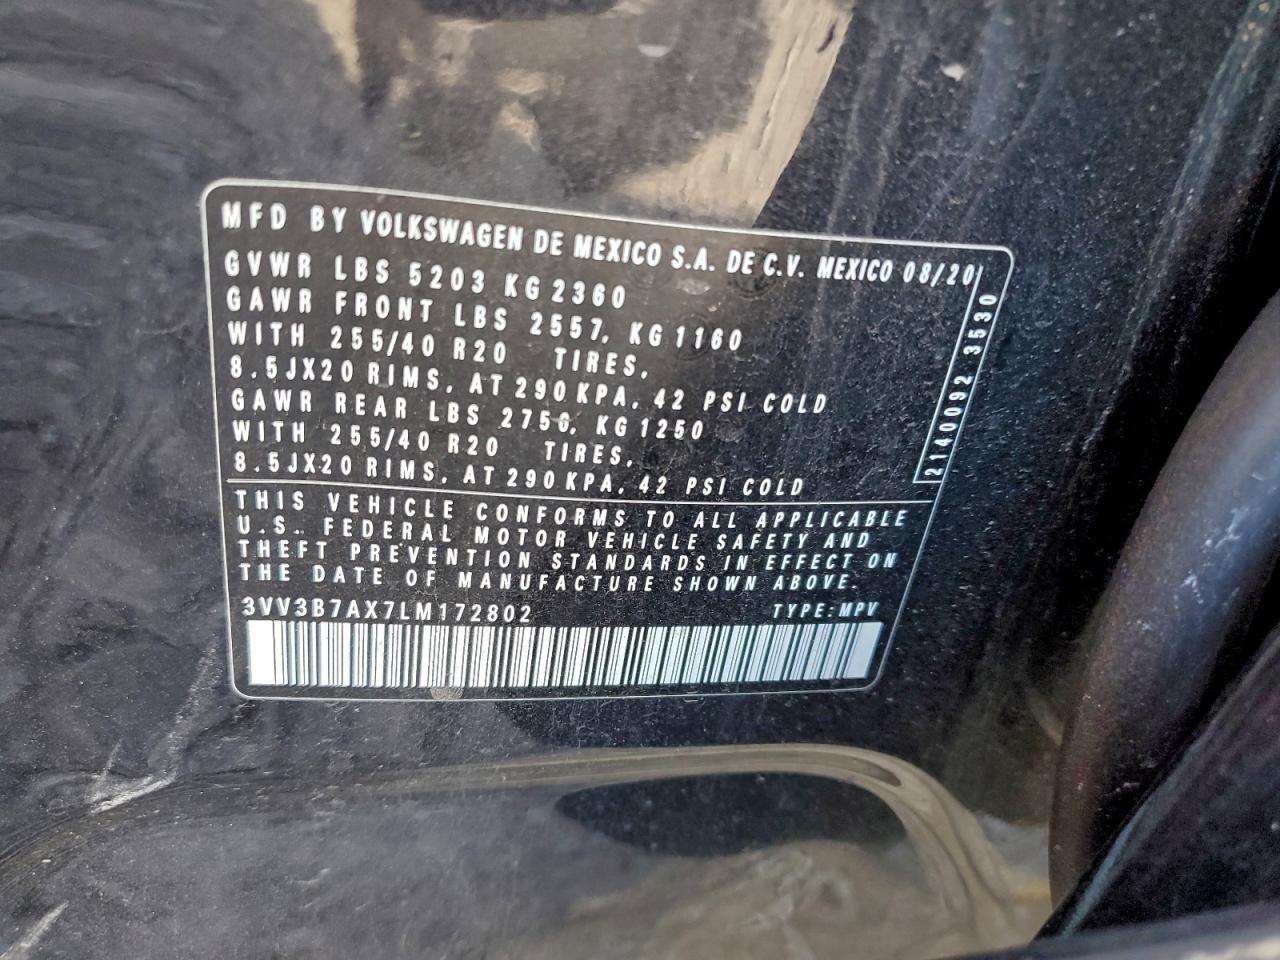 MFD BY VOLKSWAGEN DE MEXICO S.A. DE C.V. MEXICO 08/20
GVWR LBS 5203 KG 2360
GAWR FRONT LBS 2557, KG 1160
WITH 255/40 R20 TIRES,
8.5JX20 RIMS, AT 290 KPA, 42 PSI COLD
GAWR REAR LBS 2756, KG 1250
WITH 255/40 R20 TIRES,
8.5JX20 RIMS, AT 290 KPA, 42 PSI COLD
2140092 3530
THIS VEHICLE CONFORMS TO ALL APPLICABLE
U.S. FEDERAL MOTOR VEHICLE SAFETY AND
THEFT PREVENTION STANDARDS IN EFFECT ON
THE DATE OF MANUFACTURE SHOWN ABOVE.
3VV3B7AX7LM172802 TYPE: MPV